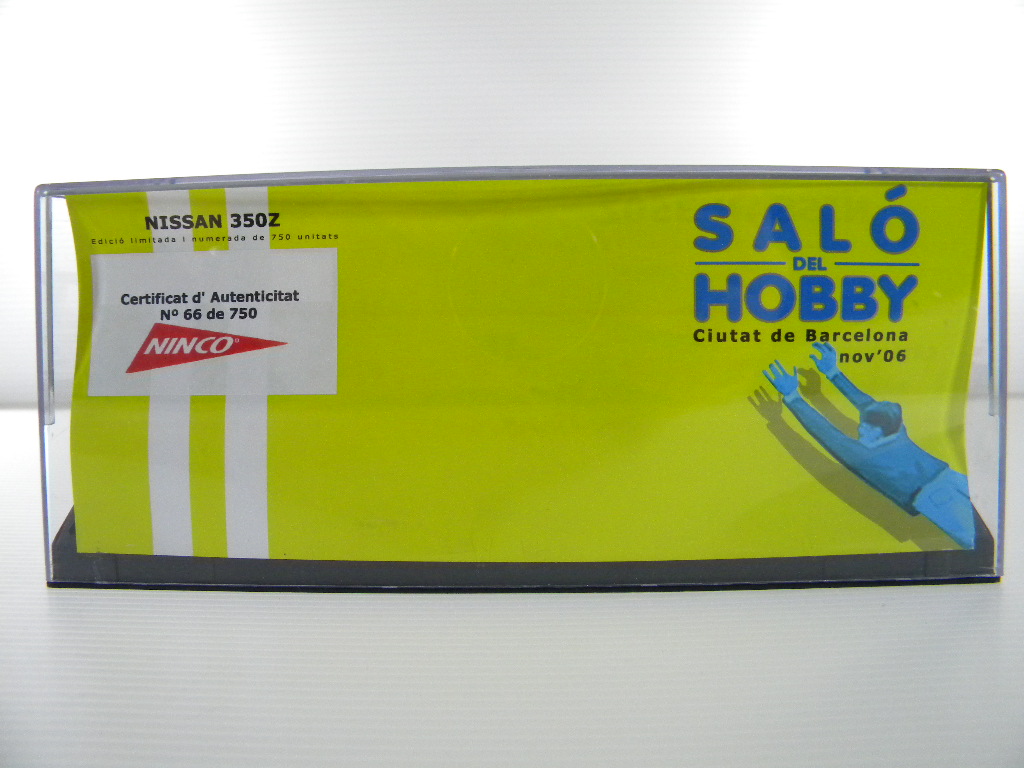 NISSAN 350Z
Edició limitada i numerada de 750 unitats
Certificat d' Autenticitat
Nº 66 de 750
NINCO®
SALÓ
DEL
HOBBY
Ciutat de Barcelona
nov'06